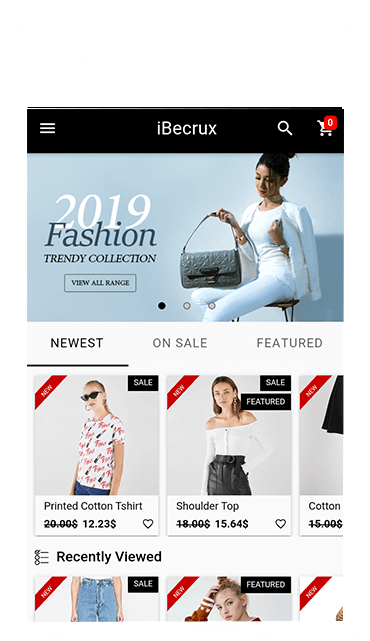 iBecrux
0
2019
Fashion
TRENDY COLLECTION
VIEW ALL RANGE
NEWEST
ON SALE
FEATURED
NEW
SALE
NEW
SALE
FEATURED
NEW
Printed Cotton Tshirt
20.00$ 12.23$
Shoulder Top
18.00$ 15.64$
Cotton
15.00$
Recently Viewed
NEW
SALE
NEW
FEATURED
NEW